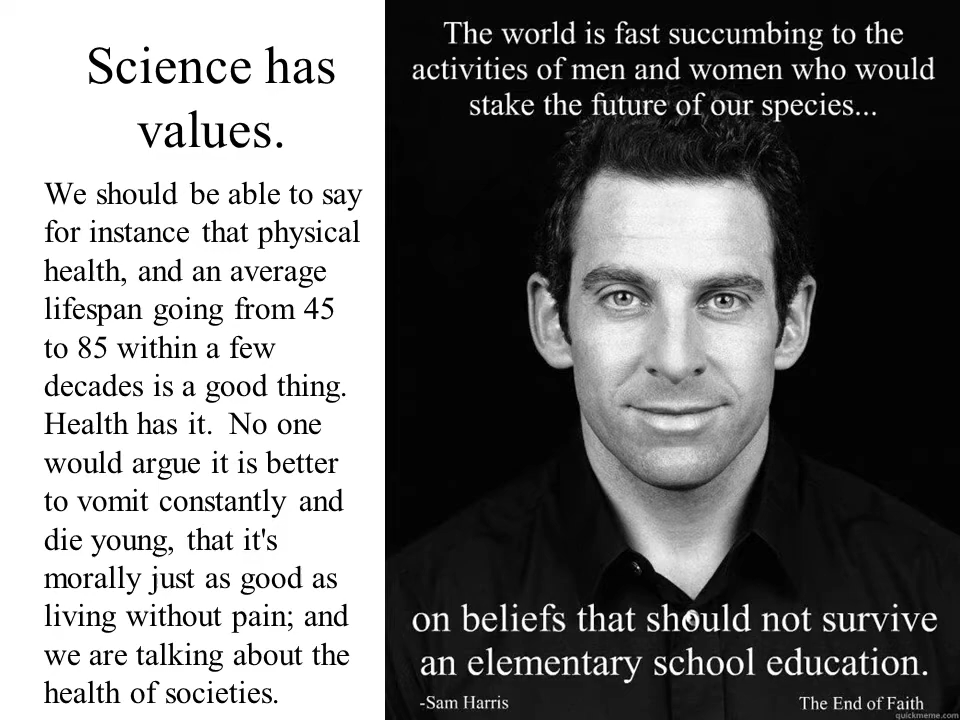 Science has
values.
We should be able to say
for instance that physical
health, and an average
lifespan going from 45
to 85 within a few
decades is a good thing.
Health has it.  No one
would argue it is better
to vomit constantly and
die young, that it's
morally just as good as
living without pain; and
we are talking about the
health of societies.
The world is fast succumbing to the
activities of men and women who would
stake the future of our species...
on beliefs that should not survive
an elementary school education.
-Sam Harris
The End of Faith
quickmeme.com